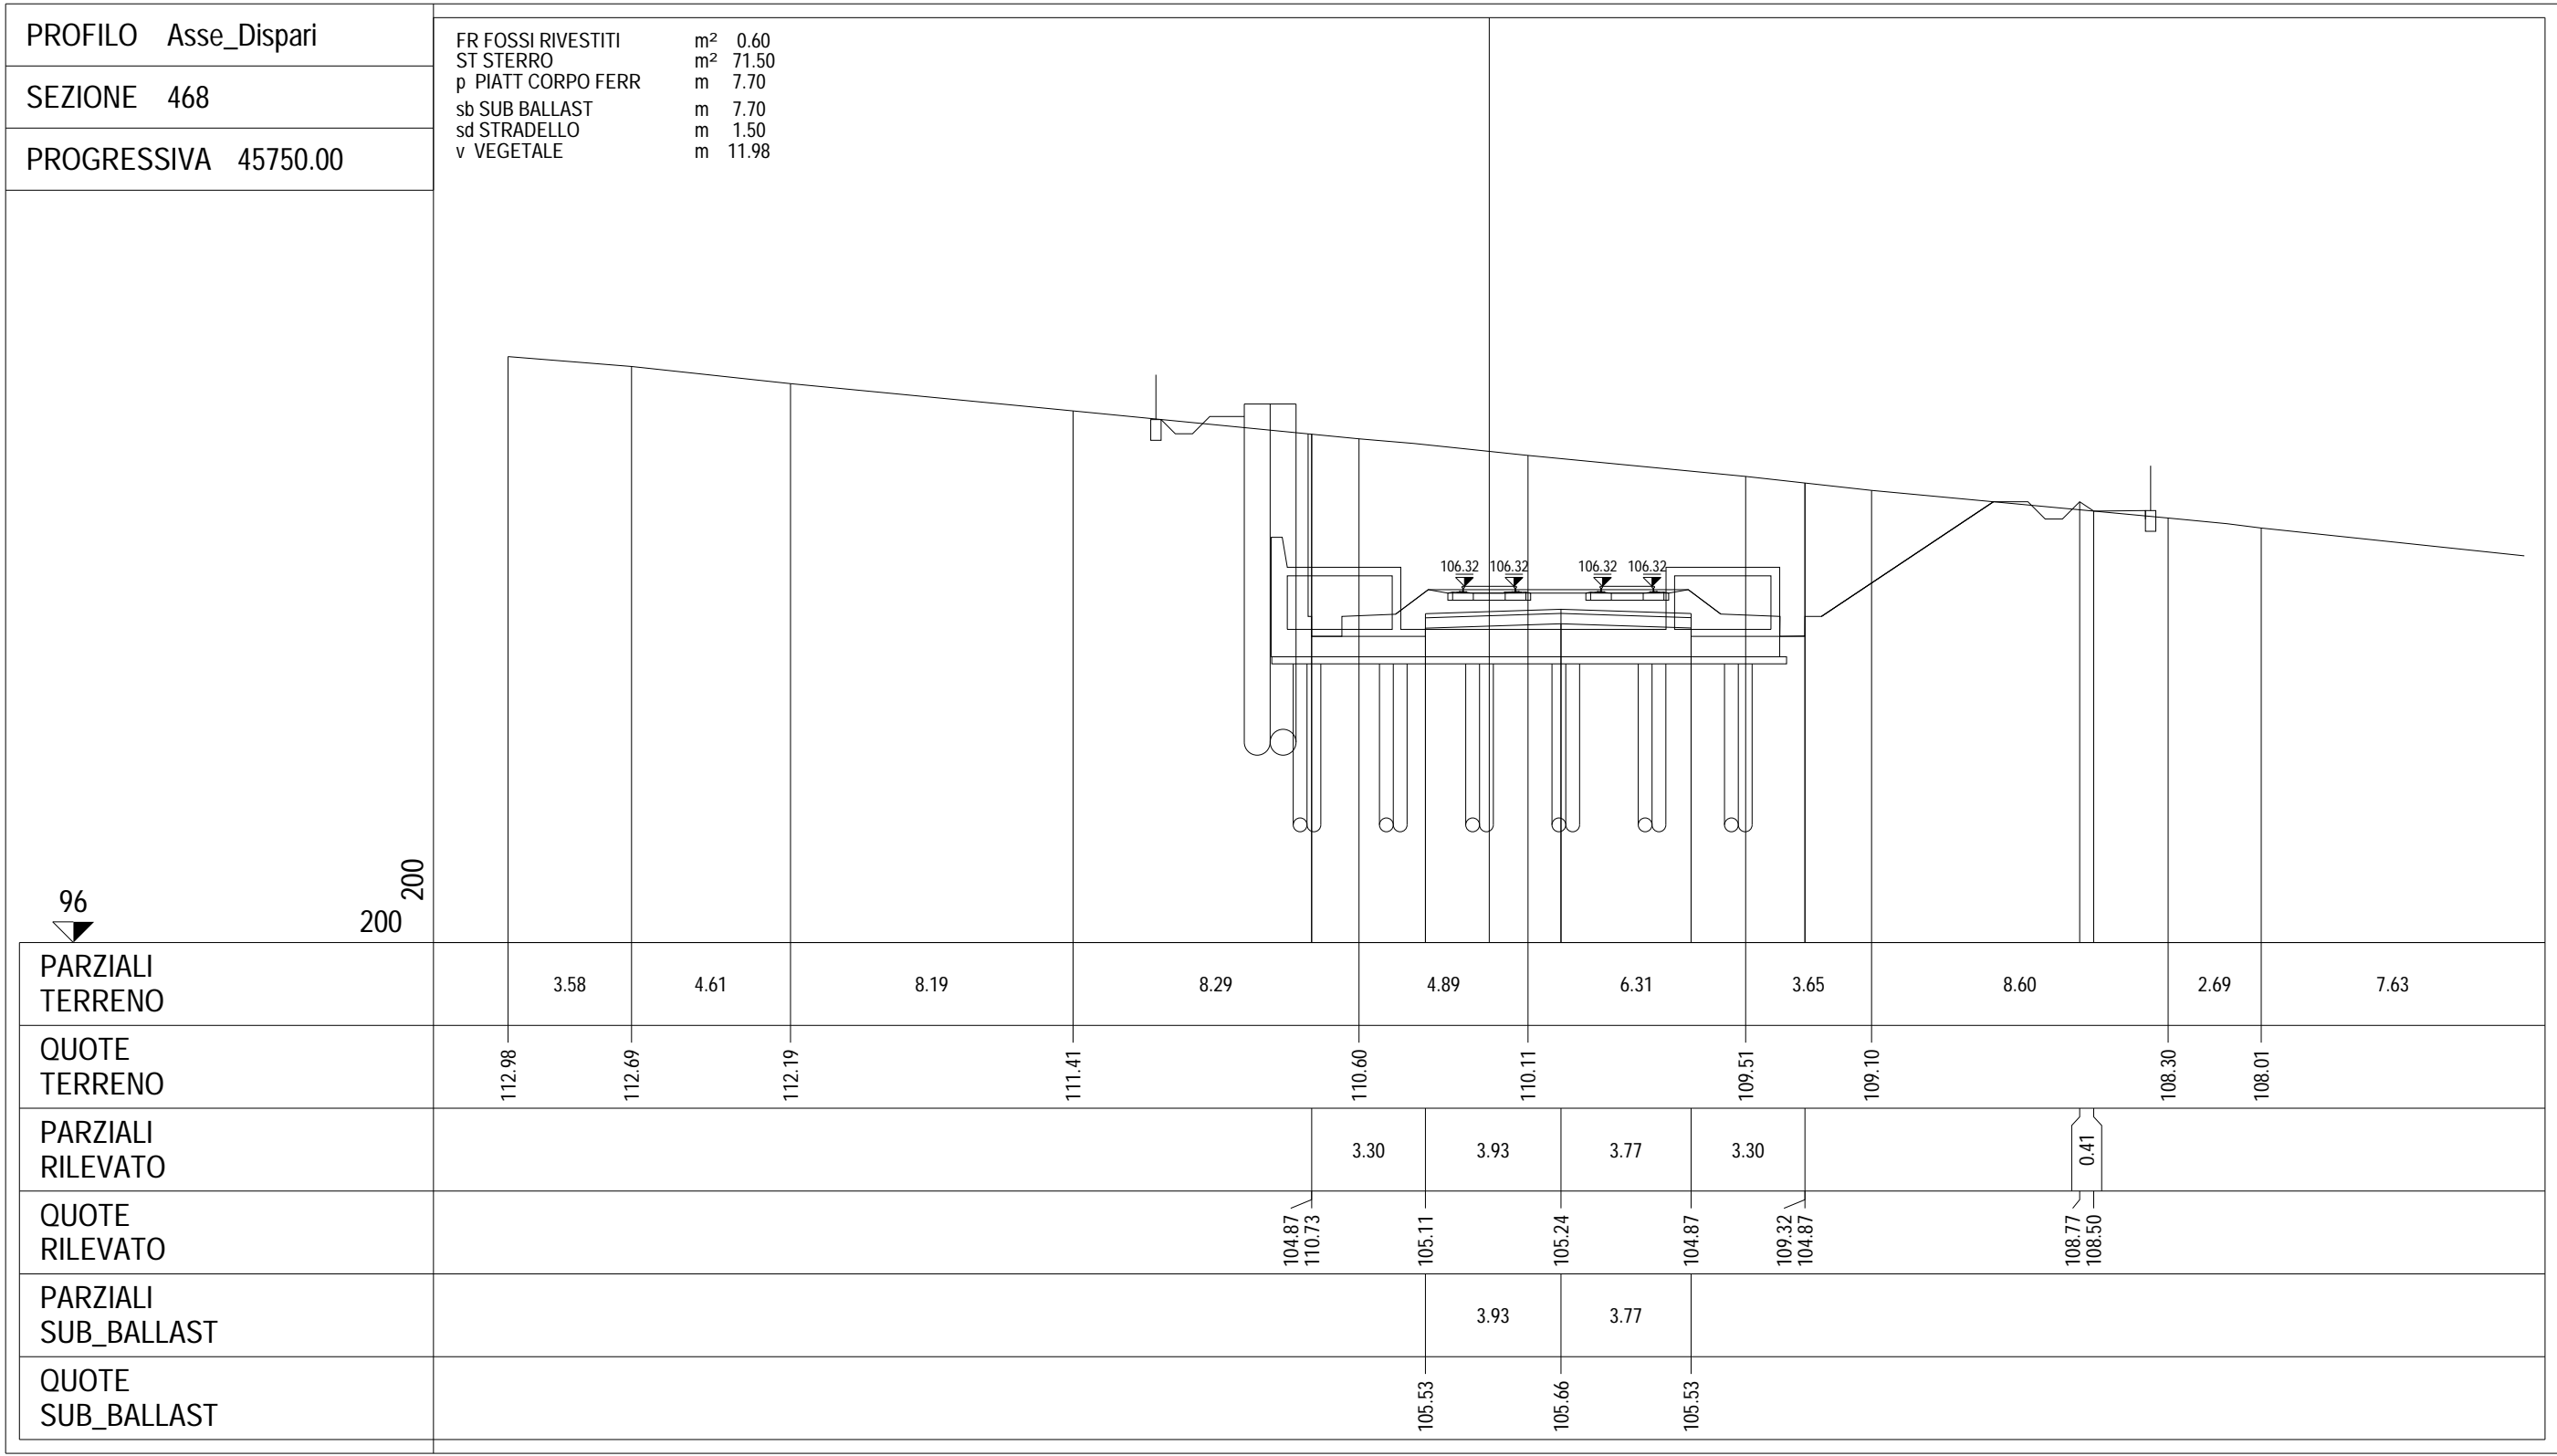 PROFILO Asse_Dispari
SEZIONE 468
PROGRESSIVA 45750.00
FR FOSSI RIVESTITI m² 0.60
ST STERRO m² 71.50
p PIATT CORPO FERR m 7.70
sb SUB BALLAST m 7.70
sd STRADELLO m 1.50
v VEGETALE m 11.98
106.32 106.32 106.32 106.32
96
200
200
PARZIALI
TERRENO
3.58 4.61 8.19 8.29 4.89 6.31 3.65 8.60 2.69 7.63
QUOTE
TERRENO
112.98 112.69 112.19 111.41 110.60 110.11 109.51 109.10 108.30 108.01
PARZIALI
RILEVATO
3.30 3.93 3.77 3.30 0.41
QUOTE
RILEVATO
104.87 110.73 105.11 105.24 104.87 109.32 104.87 108.77 108.50
PARZIALI
SUB_BALLAST
3.93 3.77
QUOTE
SUB_BALLAST
105.53 105.66 105.53